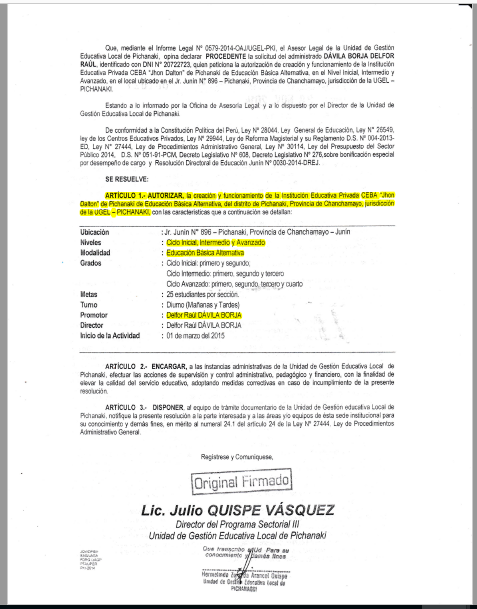 Que, mediante el Informe Legal N° 0579-2014-OAJ/UGEL-PKI, el Asesor Legal de la Unidad de Gestión
Educativa Local de Pichanaki, opina declarar PROCEDENTE la solicitud del administrado DÁVILA BORJA DELFOR
RAÚL, identificado con DNI N° 20722723, quien peticiona la autorización de creación y funcionamiento de la Institución
Educativa Privada CEBA "Jhon Dalton" de Pichanaki de Educación Básica Alternativa, en el Nivel Inicial, Intermedio y
Avanzado, en el local ubicado en el Jr. Junín N° 896 – Pichanaki, Provincia de Chanchamayo, jurisdicción de la UGEL –
PICHANAKI.
Estando a lo informado por la Oficina de Asesoría Legal, y a lo dispuesto por el Director de la Unidad de
Gestión Educativa Local de Pichanaki.
De conformidad a la Constitución Política del Perú, Ley N° 28044, Ley General de Educación, Ley N° 26549,
ley de los Centros Educativos Privados, Ley N° 29944, Ley de Reforma Magisterial y su Reglamento D.S. N° 004-2013-
ED, Ley N° 27444, Ley de Procedimientos Administrativo General, Ley N° 30114, Ley del Presupuesto del Sector
Público 2014, D.S. N° 051-91-PCM, Decreto Legislativo N° 608, Decreto Legislativo N° 276,sobre bonificación especial
por desempeño de cargo y Resolución Directoral de Educación Junín N° 0030-2014-DREJ.
SE RESUELVE:
ARTÍCULO 1.- AUTORIZAR, la creación y funcionamiento de la Institución Educativa Privada CEBA "Jhon
Dalton" de Pichanaki de Educación Básica Alternativa, del distrito de Pichanaki, Provincia de Chanchamayo, jurisdicción
de la UGEL – PICHANAKI, con las características que a continuación se detallan:
Ubicación : Jr. Junín N° 896 – Pichanaki, Provincia de Chanchamayo – Junín
Niveles : Ciclo Inicial, Intermedio y Avanzado
Modalidad : Educación Básica Alternativa
Grados : Ciclo Inicial: primero y segundo,
Ciclo Intermedio: primero, segundo y tercero
Ciclo Avanzado: primero, segundo, tercero y cuarto
Metas : 25 estudiantes por sección.
Turno : Diurno (Mañanas y Tardes)
Promotor : Delfor Raúl DÁVILA BORJA
Director : Delfor Raúl DÁVILA BORJA
Inicio de la Actividad : 01 de marzo del 2015
ARTÍCULO 2.- ENCARGAR, a las instancias administrativas de la Unidad de Gestión Educativa Local de
Pichanaki, efectuar las acciones de supervisión y control administrativo, pedagógico y financiero, con la finalidad de
elevar la calidad del servicio educativo, adoptando medidas correctivas en caso de incumplimiento de la presente
resolución.
ARTÍCULO 3.- DISPONER, al equipo de trámite documentario de la Unidad de Gestión educativa Local de
Pichanaki, notifique la presente resolución a la parte interesada y a las áreas y/o equipos de ésta sede institucional para
su conocimiento y demás fines, en mérito al numeral 24.1 del artículo 24 de la Ley N° 27444, Ley de Procedimientos
Administrativo General.
Regístrese y Comuníquese,
Original Firmado
Lic. Julio QUISPE VÁSQUEZ
Director del Programa Sectorial III
Unidad de Gestión Educativa Local de Pichanaki
Que transcribo a Ud Para su
conocimiento y demás fines
Quispe
Unidad de Educativa Local de